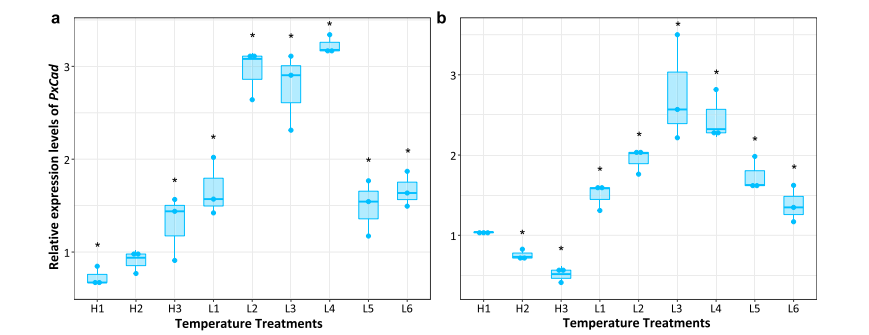 a
b
Relative expression levels of PxCad
* * * * * * * *
3
2
1
H1 H2 H3 L1 L2 L3 L4 L5 L6
Temperature Treatments
* * * * * * * *
3
2
1
H1 H2 H3 L1 L2 L3 L4 L5 L6
Temperature Treatments